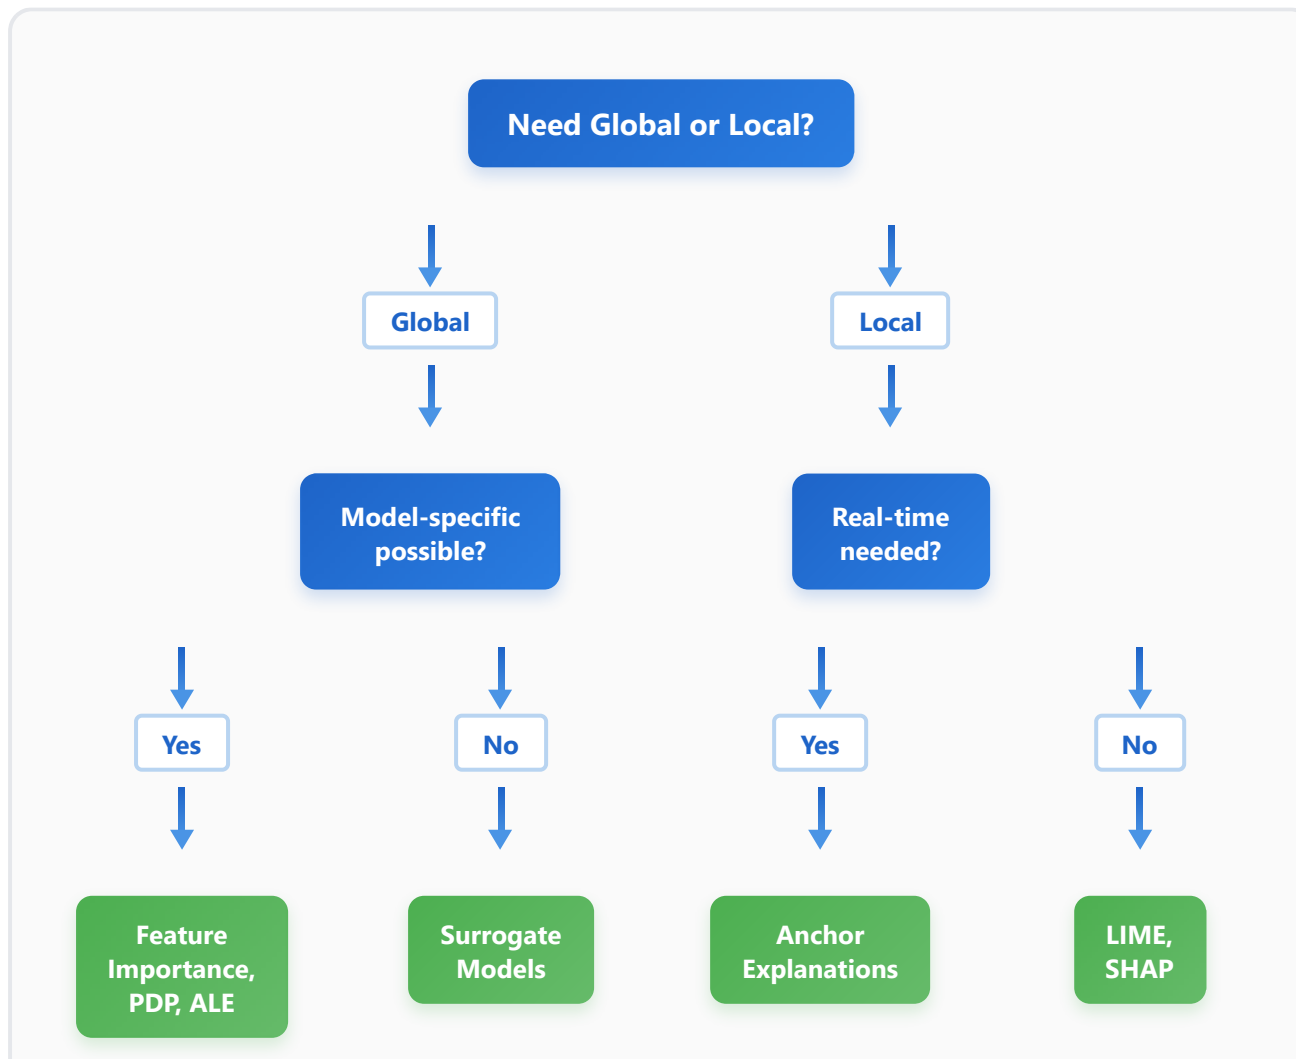 Need Global or Local?
Global
Local
Model-specific
possible?
Real-time
needed?
Yes
No
Yes
No
Feature
Importance,
PDP, ALE
Surrogate
Models
Anchor
Explanations
LIME,
SHAP